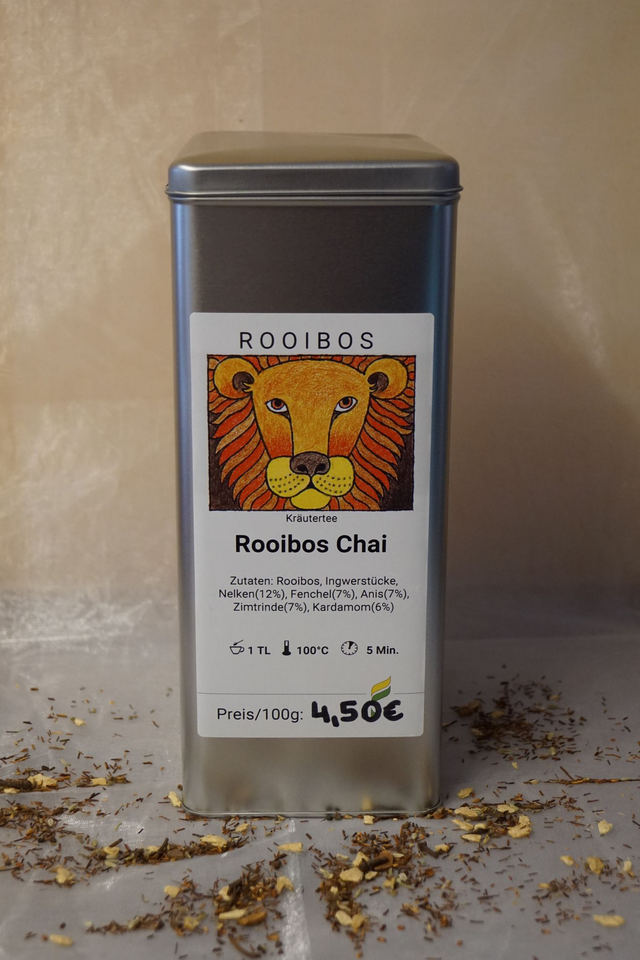 ROOIBOS
Kräutertee
Rooibos Chai
Zutaten: Rooibos, Ingwerstücke,
Nelken(12%), Fenchel(7%), Anis(7%),
Zimtrinde(7%), Kardamom(6%)
1 TL 100°C 5 Min.
Preis/100g: 4,50€